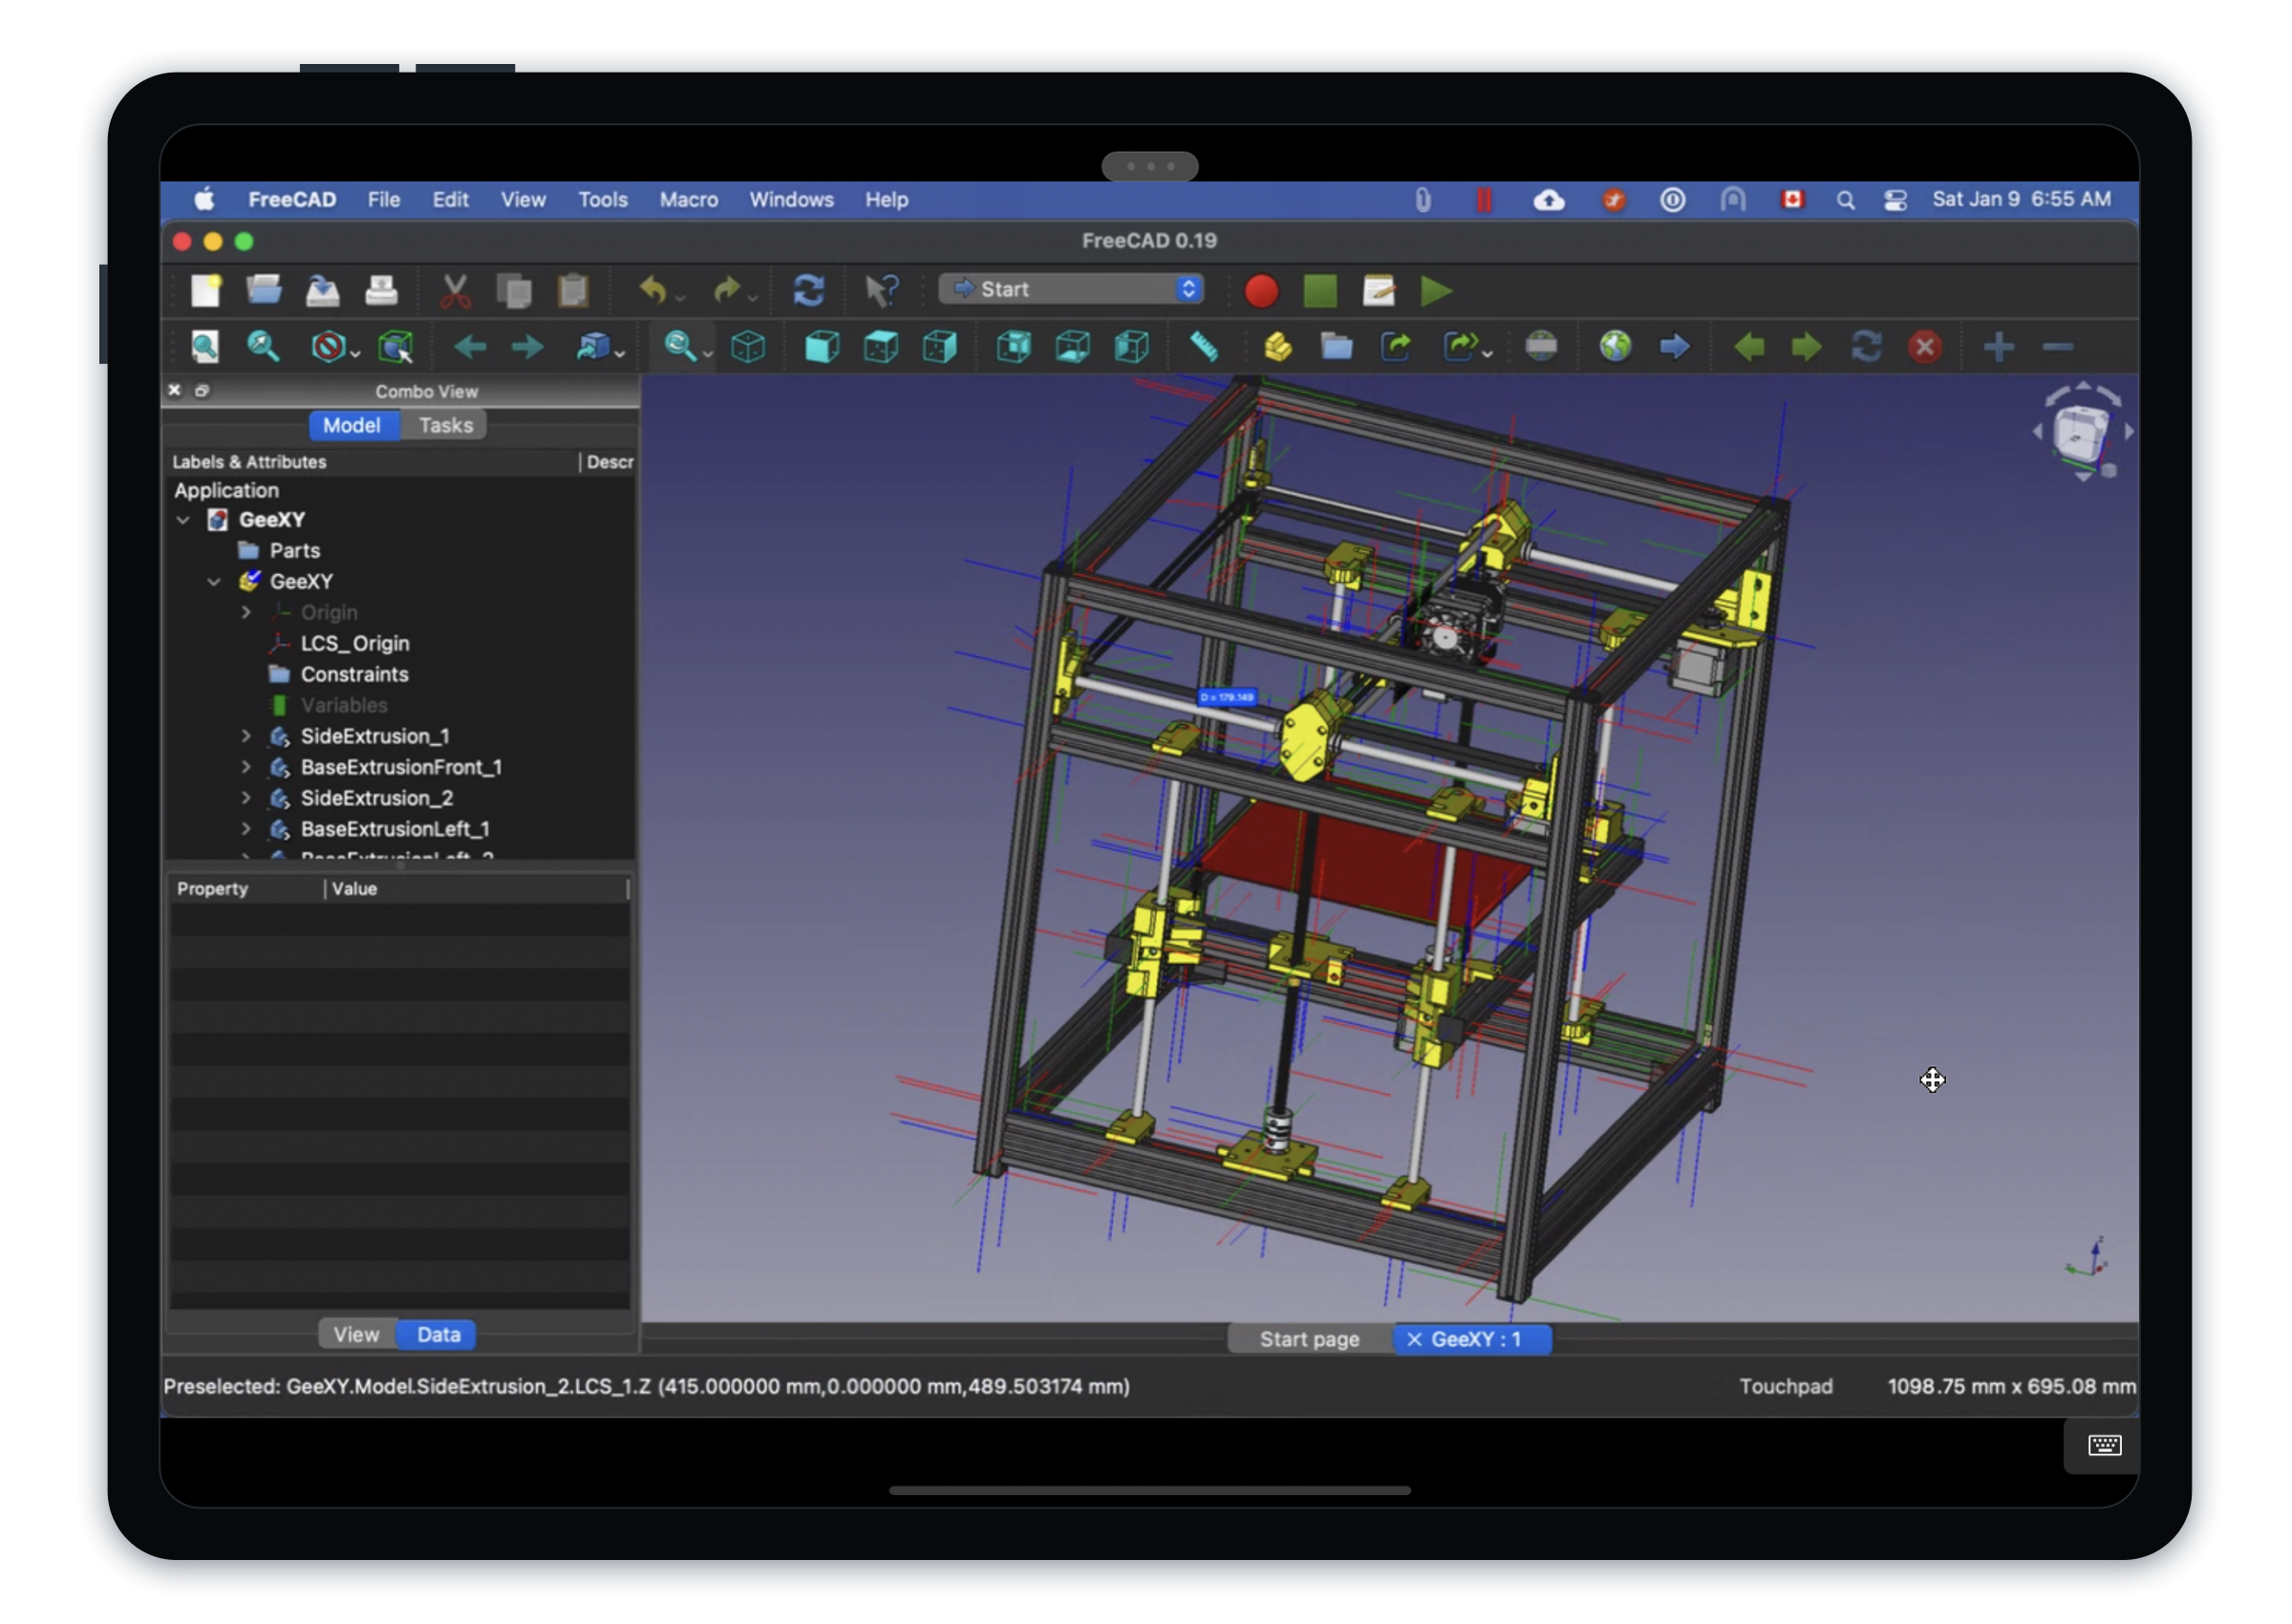 FreeCAD File Edit View Tools Macro Windows Help Sat Jan 9 6:55 AM
FreeCAD 0.19
Start
Combo View
Model Tasks
Labels & Attributes Descr
Application
GeeXY
Parts
GeeXY
Origin
LCS_Origin
Constraints
Variables
SideExtrusion_1
BaseExtrusionFront_1
SideExtrusion_2
BaseExtrusionLeft_1
BaseExtrusionLeft_2
Property Value
D = 179.149
View Data
Start page GeeXY : 1
Preselected: GeeXY.Model.SideExtrusion_2.LCS_1.Z (415.000000 mm,0.000000 mm,489.503174 mm) Touchpad 1098.75 mm x 695.08 mm